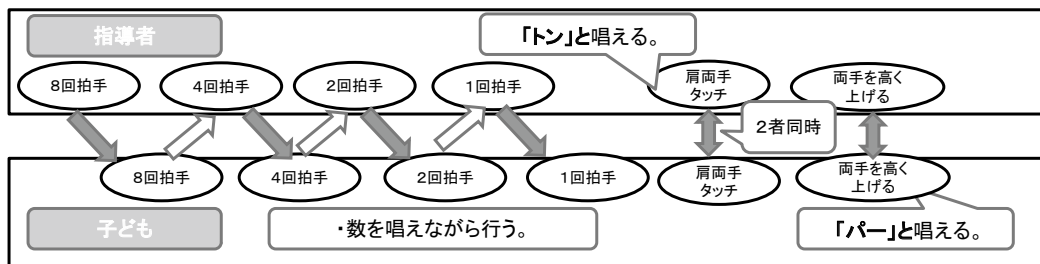 指導者
「トン」と唱える。
8回拍手
4回拍手
2回拍手
1回拍手
肩両手
タッチ
両手を高く
上げる
2者同時
8回拍手
4回拍手
2回拍手
1回拍手
肩両手
タッチ
両手を高く
上げる
子ども
・数を唱えながら行う。
「パー」と唱える。